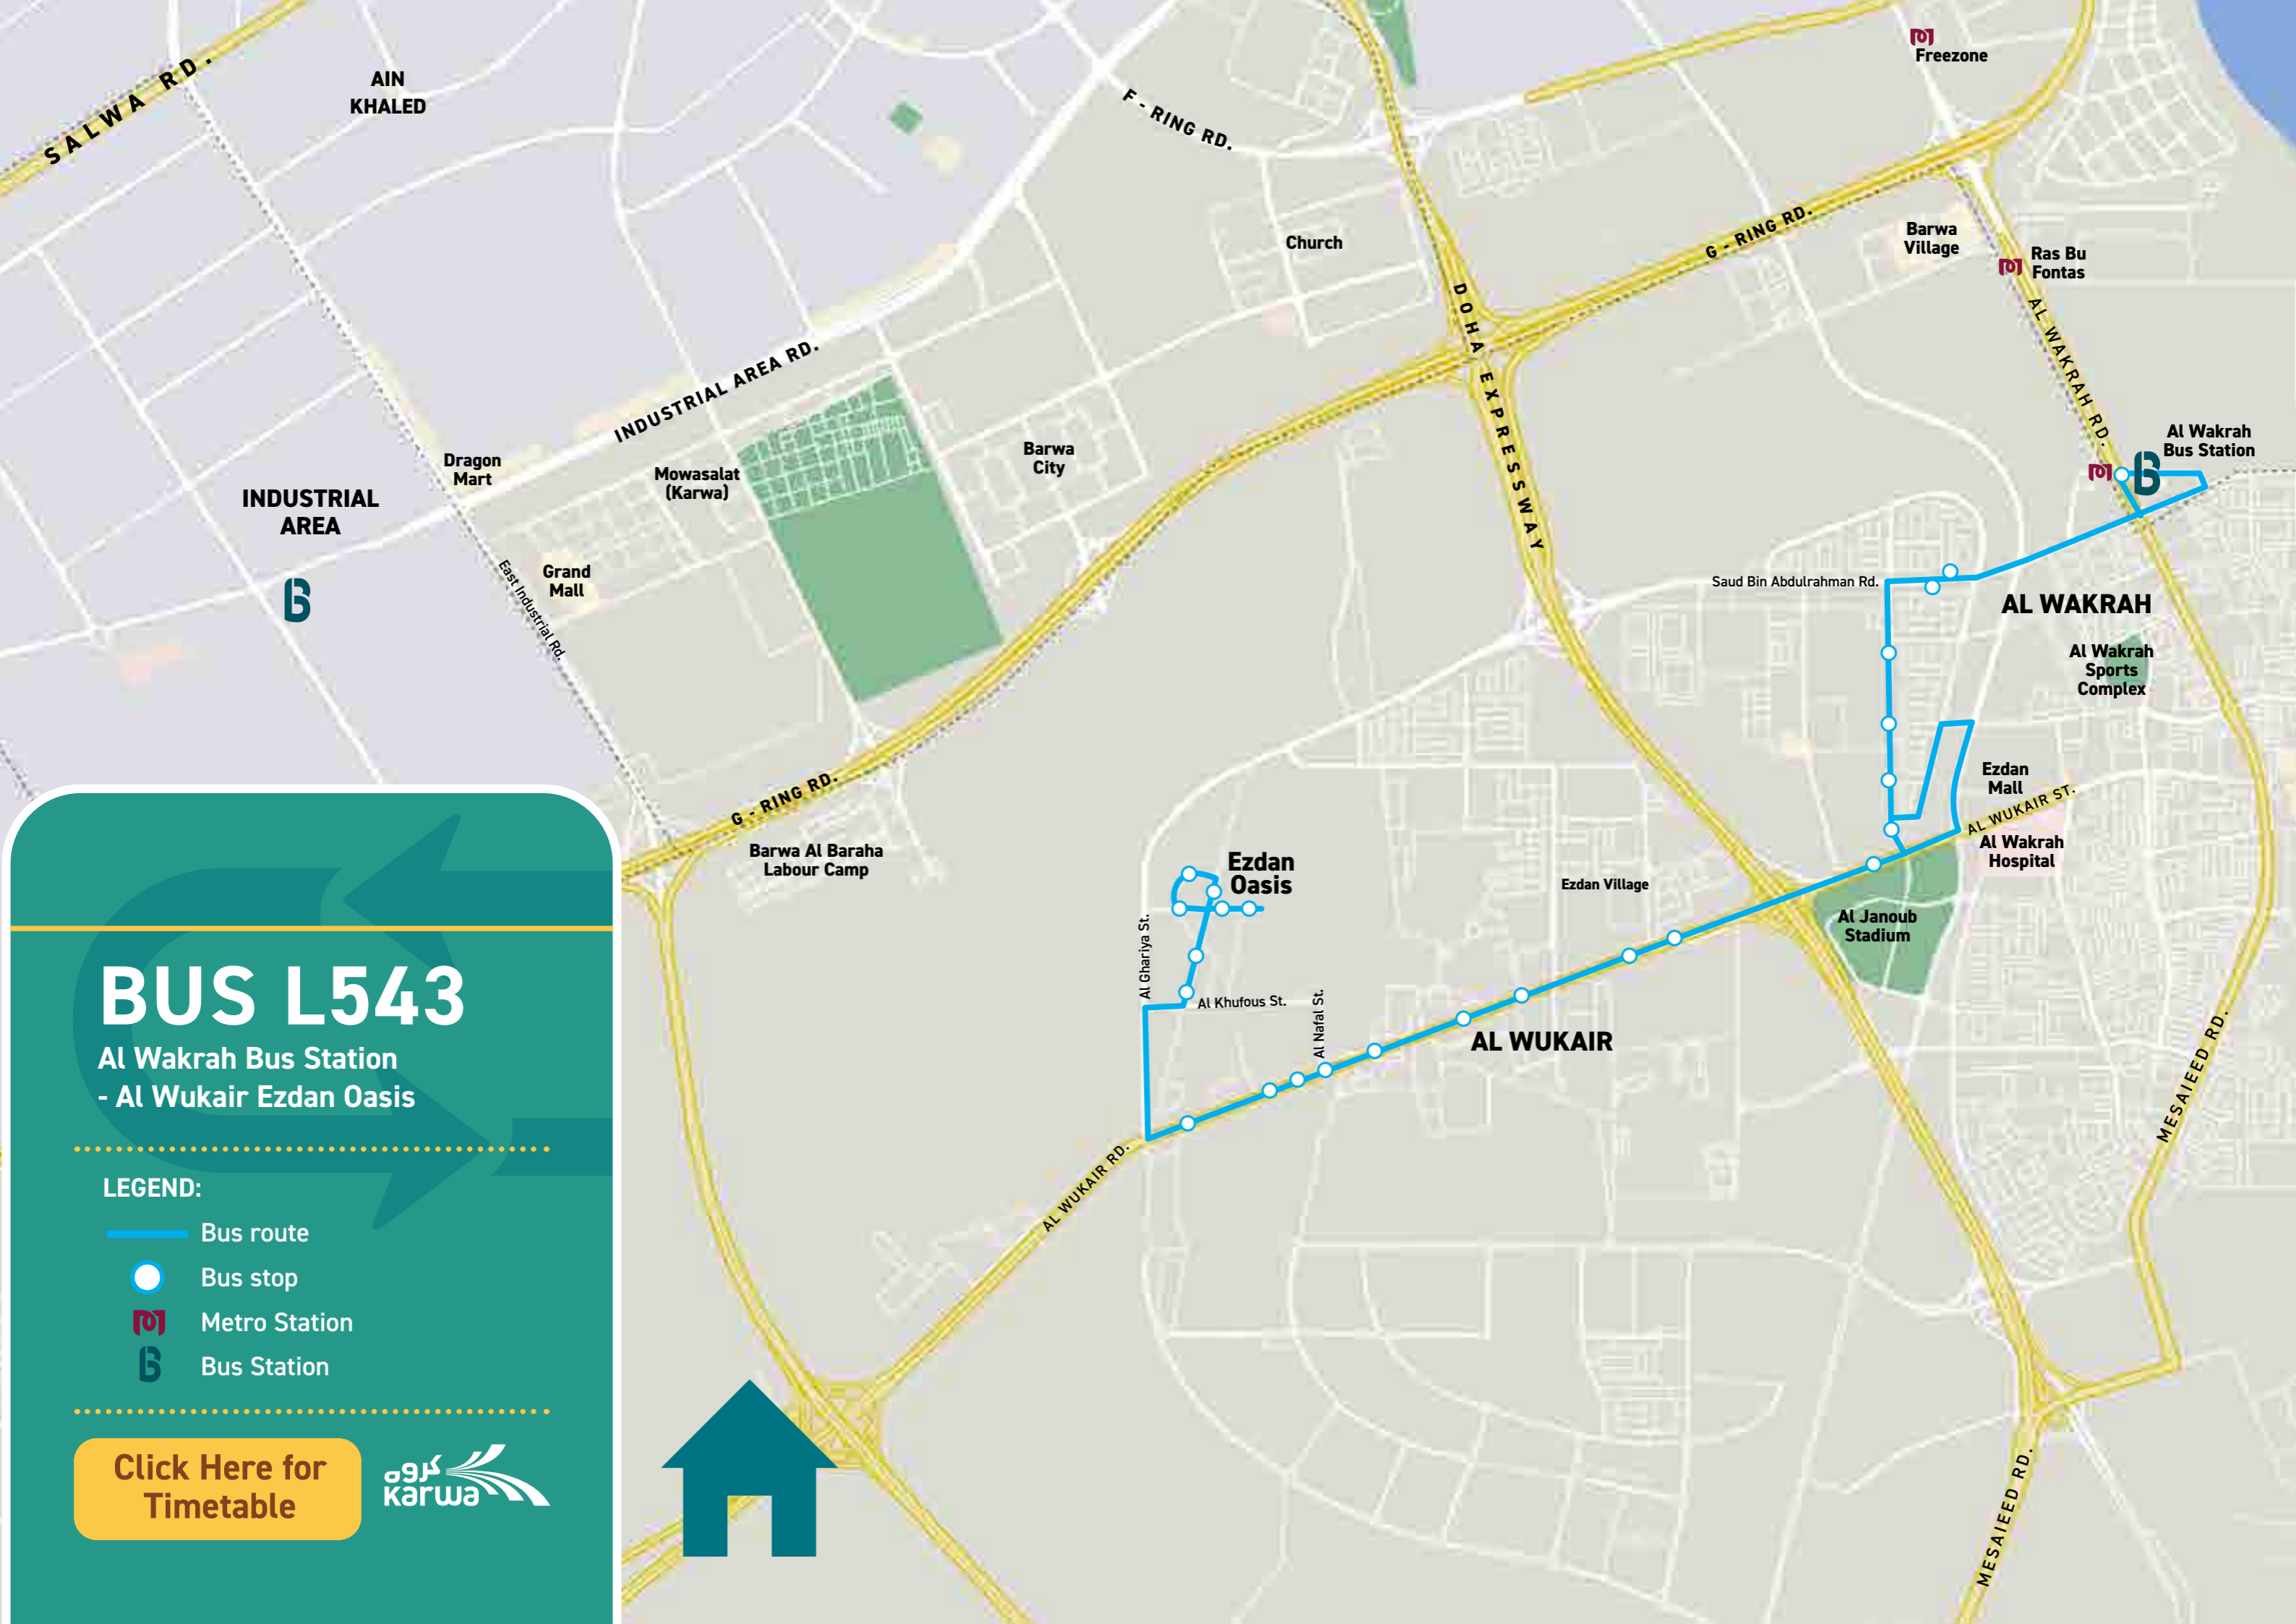 SALWA RD.
AIN
KHALED
F - RING RD.
Freezone
Church
G - RING RD.
Barwa
Village
Ras Bu
Fontas
DOHA EXPRESSWAY
AL WAKRAH RD.
INDUSTRIAL AREA RD.
Al Wakrah
Bus Station
Dragon
Mart
Mowasalat
(Karwa)
Barwa
City
INDUSTRIAL
AREA
Grand
Mall
East Industrial Rd.
Saud Bin Abdulrahman Rd.
AL WAKRAH
Al Wakrah
Sports
Complex
Ezdan
Mall
AL WUKAIR ST.
Al Wakrah
Hospital
G - RING RD.
Barwa Al Baraha
Labour Camp
Ezdan
Oasis
Ezdan Village
Al Janoub
Stadium
Al Ghariya St.
Al Khufous St.
Al Nafal St.
AL WUKAIR
MESAIEED RD.
AL WUKAIR RD.
MESAIEED RD.
BUS L543
Al Wakrah Bus Station
- Al Wukair Ezdan Oasis
LEGEND:
Bus route
Bus stop
Metro Station
Bus Station
Click Here for
Timetable
كروه
Karwa